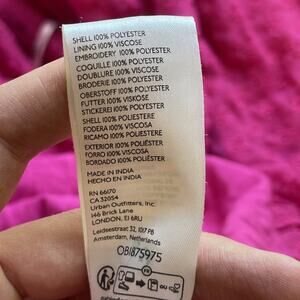 SHELL 100% POLYESTER
LINING 100% VISCOSE
EMBROIDERY 100% POLYESTER
COQUILLE 100% POLYESTER
DOUBLURE 100% VISCOSE
BRODERIE 100% POLYESTER
OBERSTOFF 100% POLYESTER
FUTTER 100% VISKOSE
STICKEREI 100% POLYESTER
SHELL 100% POLIESTERE
FODERA 100% VISCOSA
RICAMO 100% POLIESTERE
EXTERIOR 100% POLIÉSTER
FORRO 100% VISCOSA
BORDADO 100% POLIÉSTER
MADE IN INDIA
HECHO EN INDIA
RN 66170
CA 32054
Urban Outfitters, Inc.
146 Brick Lane
LONDON, E1 6RU
Leidsestraat 32, 1017 PB
Amsterdam, Netherlands
OB1875975
FR